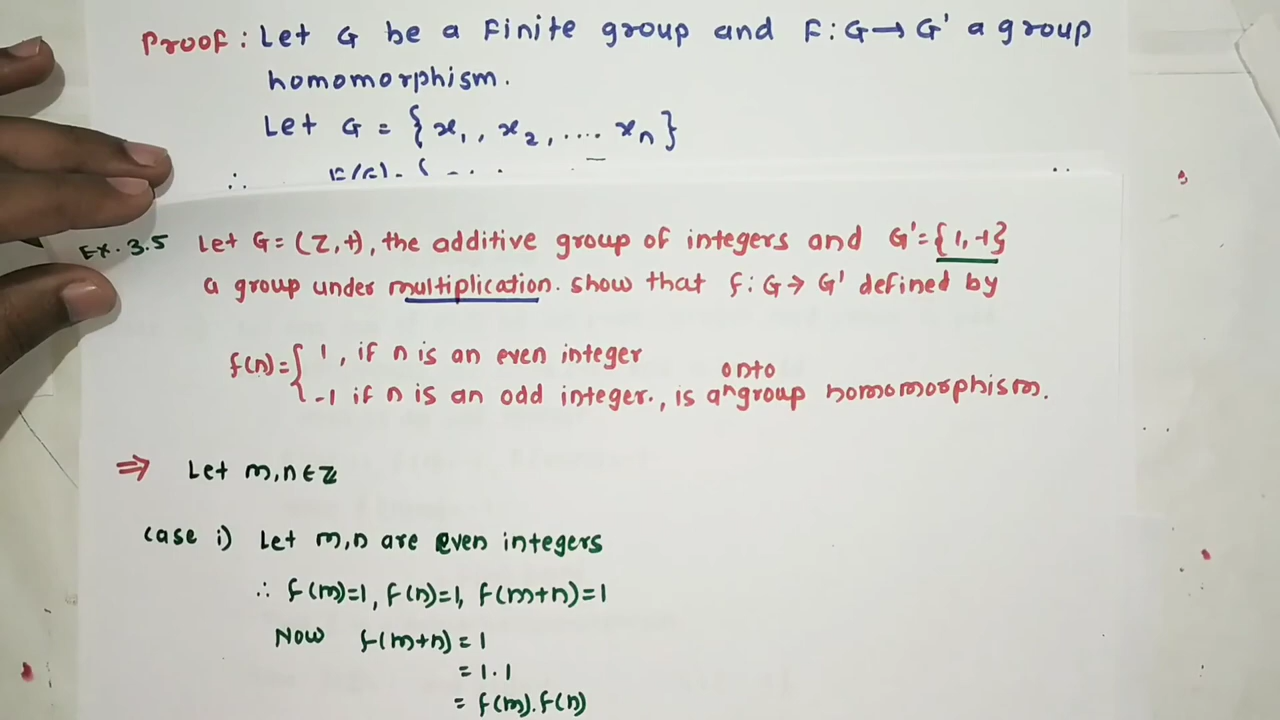 Proof: Let G be a Finite group and F:G→G' a group
homomorphism.
Let G = {x₁, x₂, .... xₙ}
∴
Ex. 3.5 Let G=(Z,+), the additive group of integers and G'={1,-1}
a group under multiplication. show that f:G→G' defined by
f(n)={ 1, if n is an even integer
-1 if n is an odd integer., is a^group homomorphism.
onto
⇒ Let m,n∈Z
case i) Let m,n are even integers
∴ f(m)=1, f(n)=1, f(m+n)=1
Now f(m+n) = 1
= 1.1
= f(m).f(n)